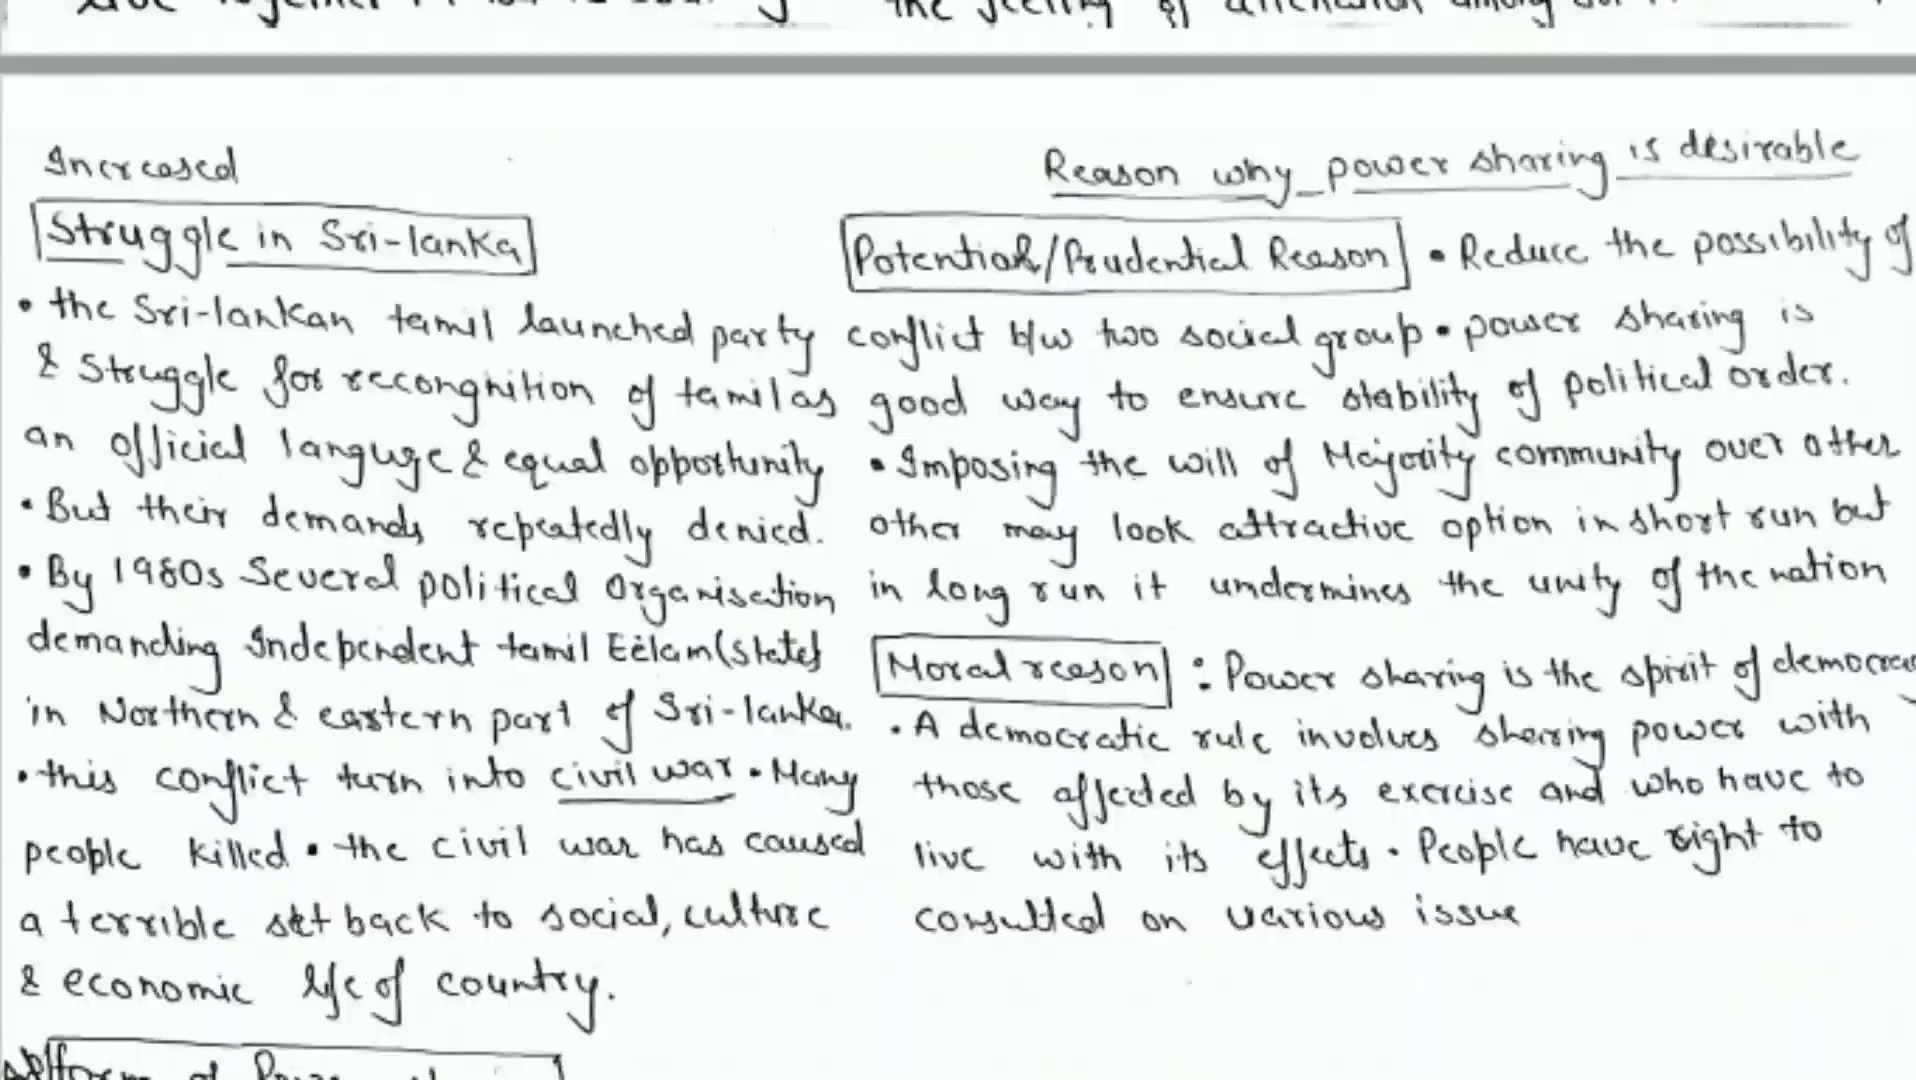 the feeling of
Increased
Struggle in Sri-lanka
• the Sri-lankan tamil launched party
& Struggle for recongnition of tamil as
an official languge & equal opportunity
• But their demands repeatedly denied.
• By 1980s Several political Organisation
demanding Independent tamil Eelam (state)
in Northern & eastern part of Sri-lanka.
• this conflict turn into civil war • Many
people killed • the civil war has caused
a terrible set back to social, culture
& economic life of country.
Reason why power sharing is desirable
Potential/Prudential Reason • Reduce the possibility of
conflict b/w two social group • power sharing is
good way to ensure stability of political order.
• Imposing the will of Majority community over other
other may look attractive option in short run but
in long run it undermines the unity of the nation
Moral reason : Power sharing is the spirit of democra
• A democratic rule involves sharing power with
those affected by its exercise and who have to
live with its effects • People have right to
consulted on various issue